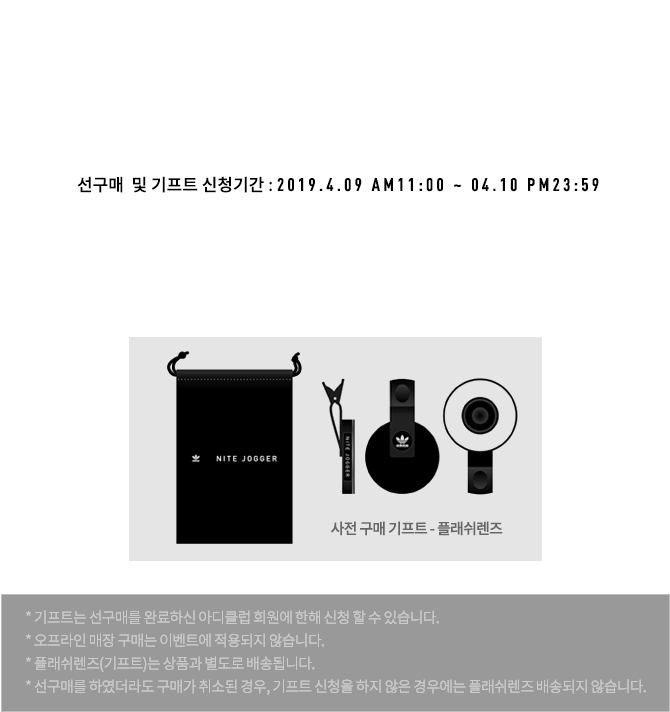 선구매 및 기프트 신청기간 : 2019.4.09 AM11:00 ~ 04.10 PM23:59
NITE JOGGER
NITE JOGGER
사전 구매 기프트 - 플래쉬렌즈
* 기프트는 선구매를 완료하신 아디클럽 회원에 한해 신청 할 수 있습니다.
* 오프라인 매장 구매는 이벤트에 적용되지 않습니다.
* 플래쉬렌즈(기프트)는 상품과 별도로 배송됩니다.
* 선구매를 하였더라도 구매가 취소된 경우, 기프트 신청을 하지 않은 경우에는 플래쉬렌즈 배송되지 않습니다.